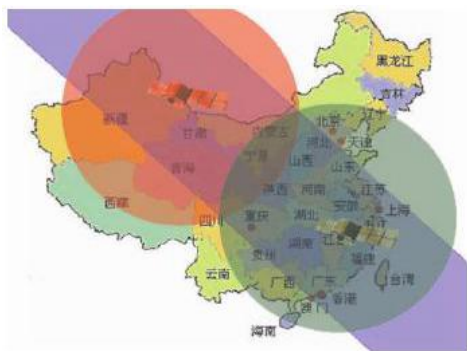 黑龙江
吉林
辽宁
新疆
内蒙古
北京
甘肃
河北
天津
宁夏
山西
山东
青海
陕西
河南
江苏
西藏
安徽
上海
四川
重庆
湖北
江西
湖南
贵州
福建
云南
台湾
广西
广东
香港
澳门
海南